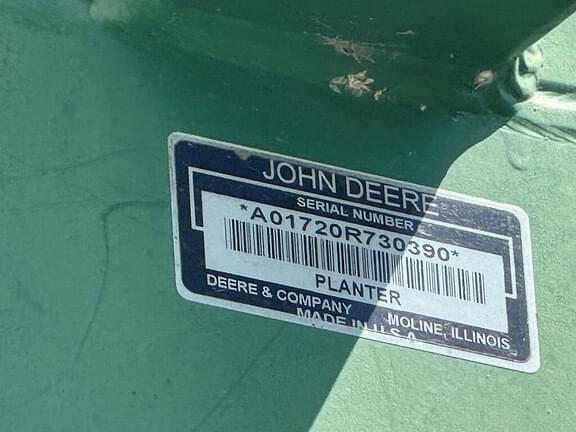 JOHN DEERE
SERIAL NUMBER
*A01720R730390*
PLANTER
DEERE & COMPANY MOLINE, ILLINOIS
MADE IN U.S.A.